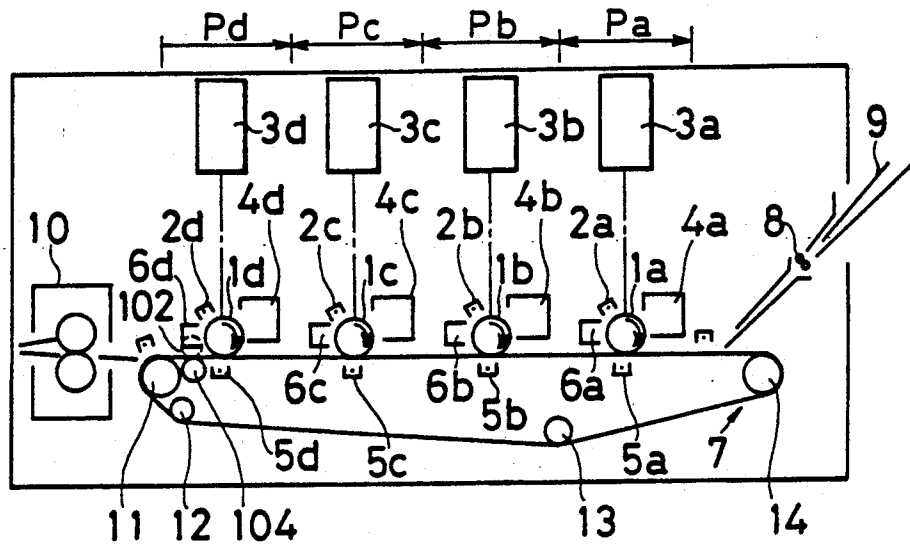 Pd Pc Pb Pa
3d 3c 3b 3a 9
4d 4c 4b 4a
10 2d 2c 2b 2a 8
6d 1d 1c 1b 1a
102
6c 6b 6a
5d 5c 5b 5a 7
11 12 104 13 14